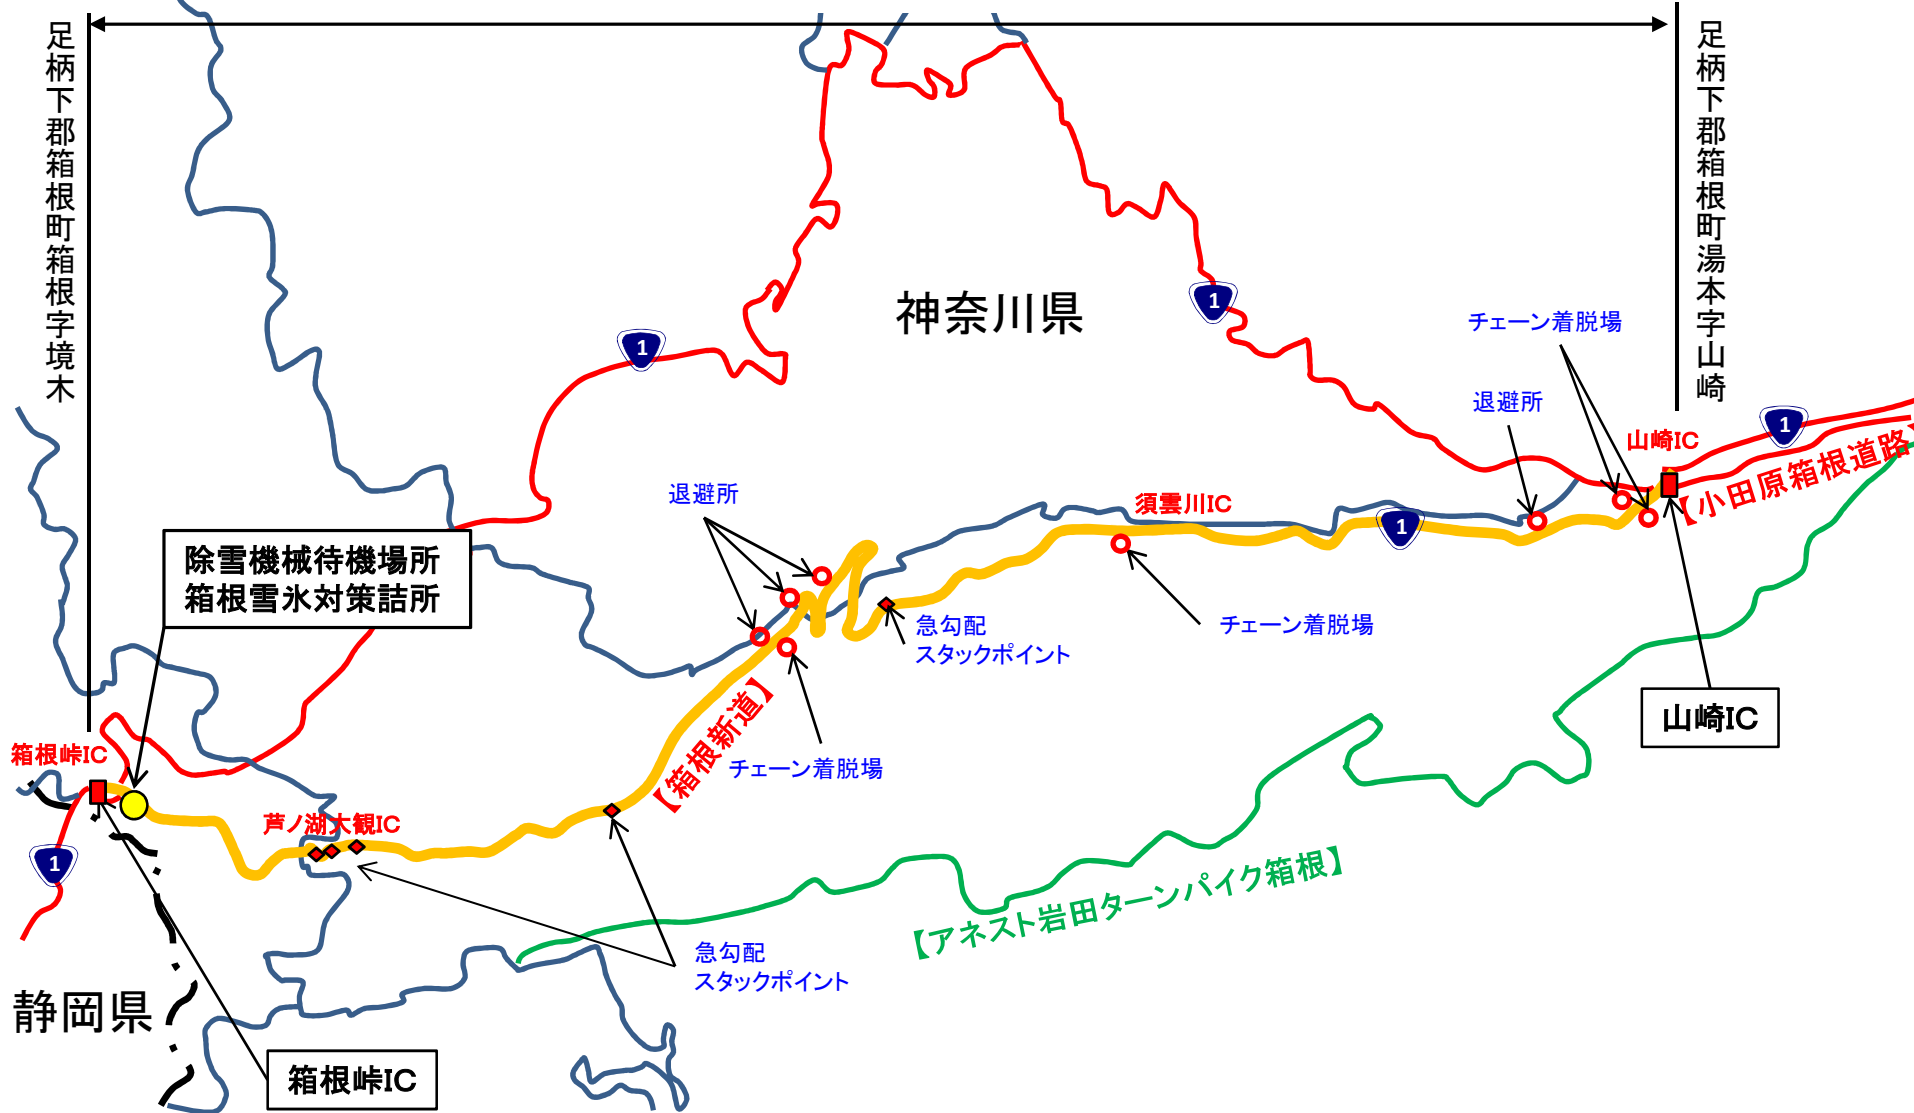 足柄下郡箱根町箱根字境木
足柄下郡箱根町湯本字山崎
神奈川県
1
1
チェーン着脱場
退避所
山崎IC
1
【小田原箱根道路】
退避所
須雲川IC
1
除雪機械待機場所
箱根雪氷対策詰所
急勾配
スタックポイント
チェーン着脱場
山崎IC
箱根峠IC
【箱根新道】
チェーン着脱場
芦ノ湖大観IC
1
【アネスト岩田ターンパイク箱根】
急勾配
スタックポイント
静岡県
箱根峠IC